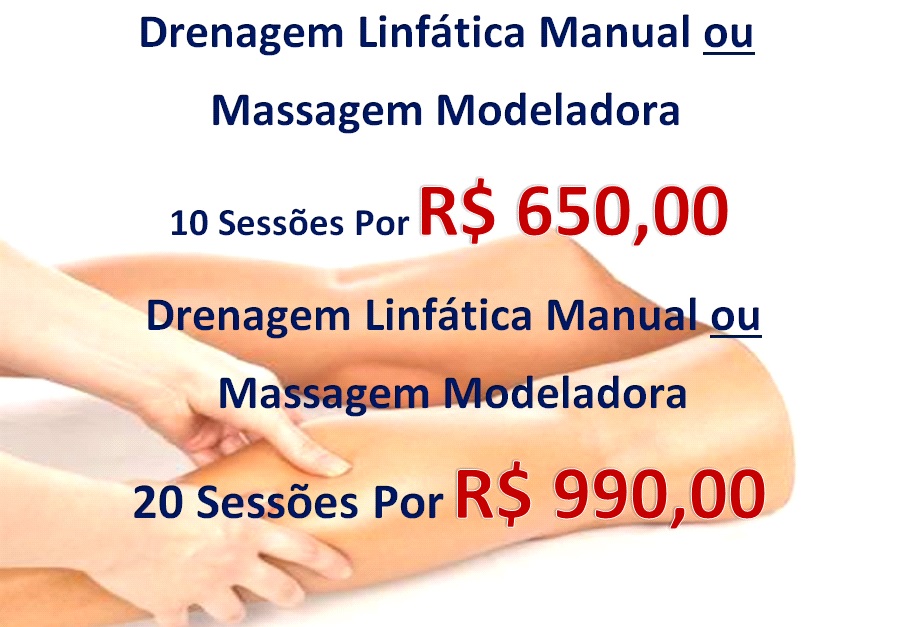 Drenagem Linfática Manual ou
Massagem Modeladora
10 Sessões Por R$ 650,00
Drenagem Linfática Manual ou
Massagem Modeladora
20 Sessões Por R$ 990,00